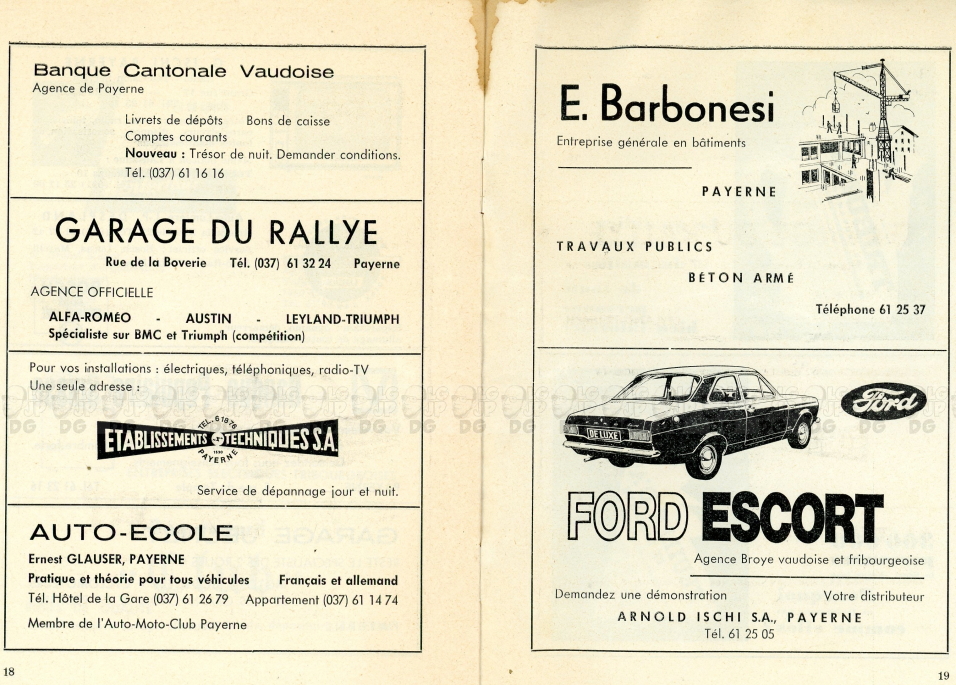 Banque Cantonale Vaudoise
Agence de Payerne
Livrets de dépôts Bons de caisse
Comptes courants
Nouveau : Trésor de nuit. Demander conditions.
Tél. (037) 61 16 16
GARAGE DU RALLYE
Rue de la Boverie Tél. (037) 61 32 24 Payerne
AGENCE OFFICIELLE
ALFA-ROMÉO - AUSTIN - LEYLAND-TRIUMPH
Spécialiste sur BMC et Triumph (compétition)
Pour vos installations : électriques, téléphoniques, radio-TV
Une seule adresse :
ETABLISSEMENTS TECHNIQUES S.A.
PAYERNE
Service de dépannage jour et nuit.
AUTO-ECOLE
Ernest GLAUSER, PAYERNE
Pratique et théorie pour tous véhicules Français et allemand
Tél. Hôtel de la Gare (037) 61 26 79 Appartement (037) 61 14 74
Membre de l'Auto-Moto-Club Payerne
18
E. Barbonesi
Entreprise générale en bâtiments
PAYERNE
TRAVAUX PUBLICS
BÉTON ARMÉ
Téléphone 61 25 37
Ford
DE LUXE
FORD ESCORT
Agence Broye vaudoise et fribourgeoise
Demandez une démonstration Votre distributeur
ARNOLD ISCHI S.A., PAYERNE
Tél. 61 25 05
19